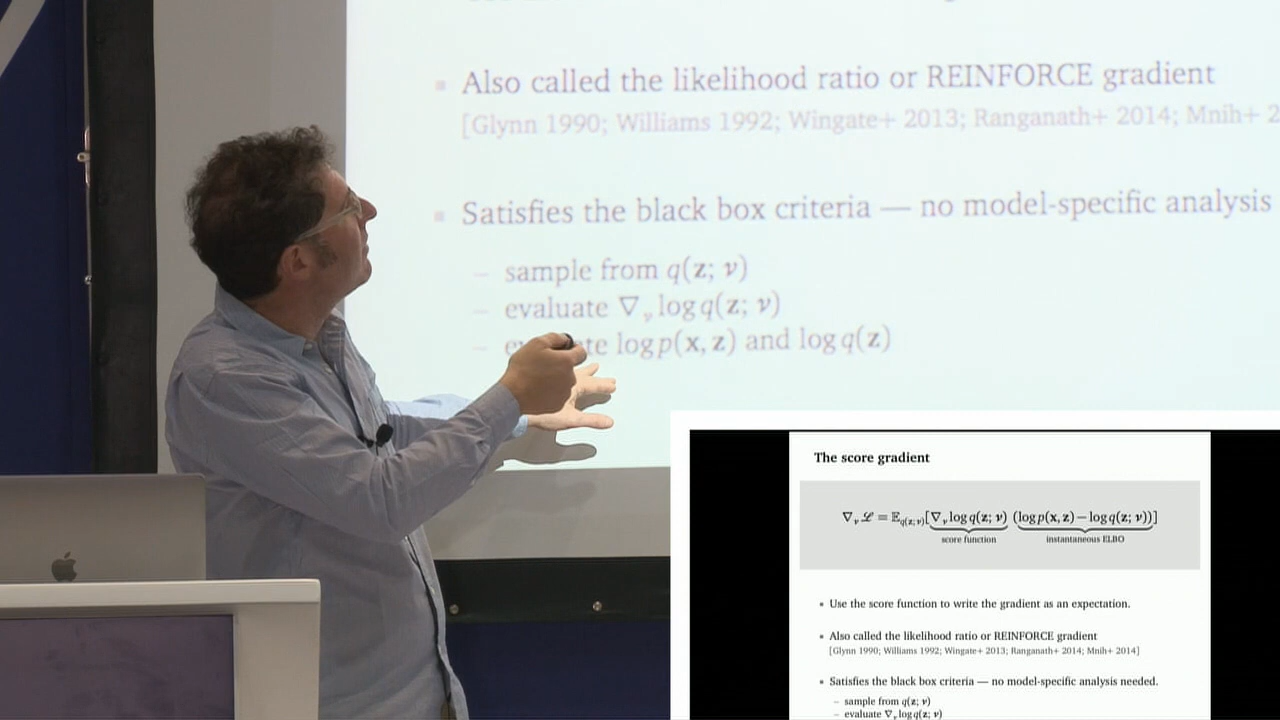 Also called the likelihood ratio or REINFORCE gradient
[Glynn 1990; Williams 1992; Wingate+ 2013; Ranganath+ 2014; Mnih+ 2
Satisfies the black box criteria — no model-specific analysis
– sample from q(z; ν)
– evaluate ∇ν log q(z; ν)
– log p(x, z) and log q(z)
The score gradient
∇ν ℒ = 𝔼q(z;ν)[∇ν log q(z; ν) (log p(x, z) − log q(z; ν))]
score function instantaneous ELBO
▪ Use the score function to write the gradient as an expectation.
▪ Also called the likelihood ratio or REINFORCE gradient
[Glynn 1990; Williams 1992; Wingate+ 2013; Ranganath+ 2014; Mnih+ 2014]
▪ Satisfies the black box criteria — no model-specific analysis needed.
– sample from q(z; ν)
– evaluate ∇ν log q(z; ν)